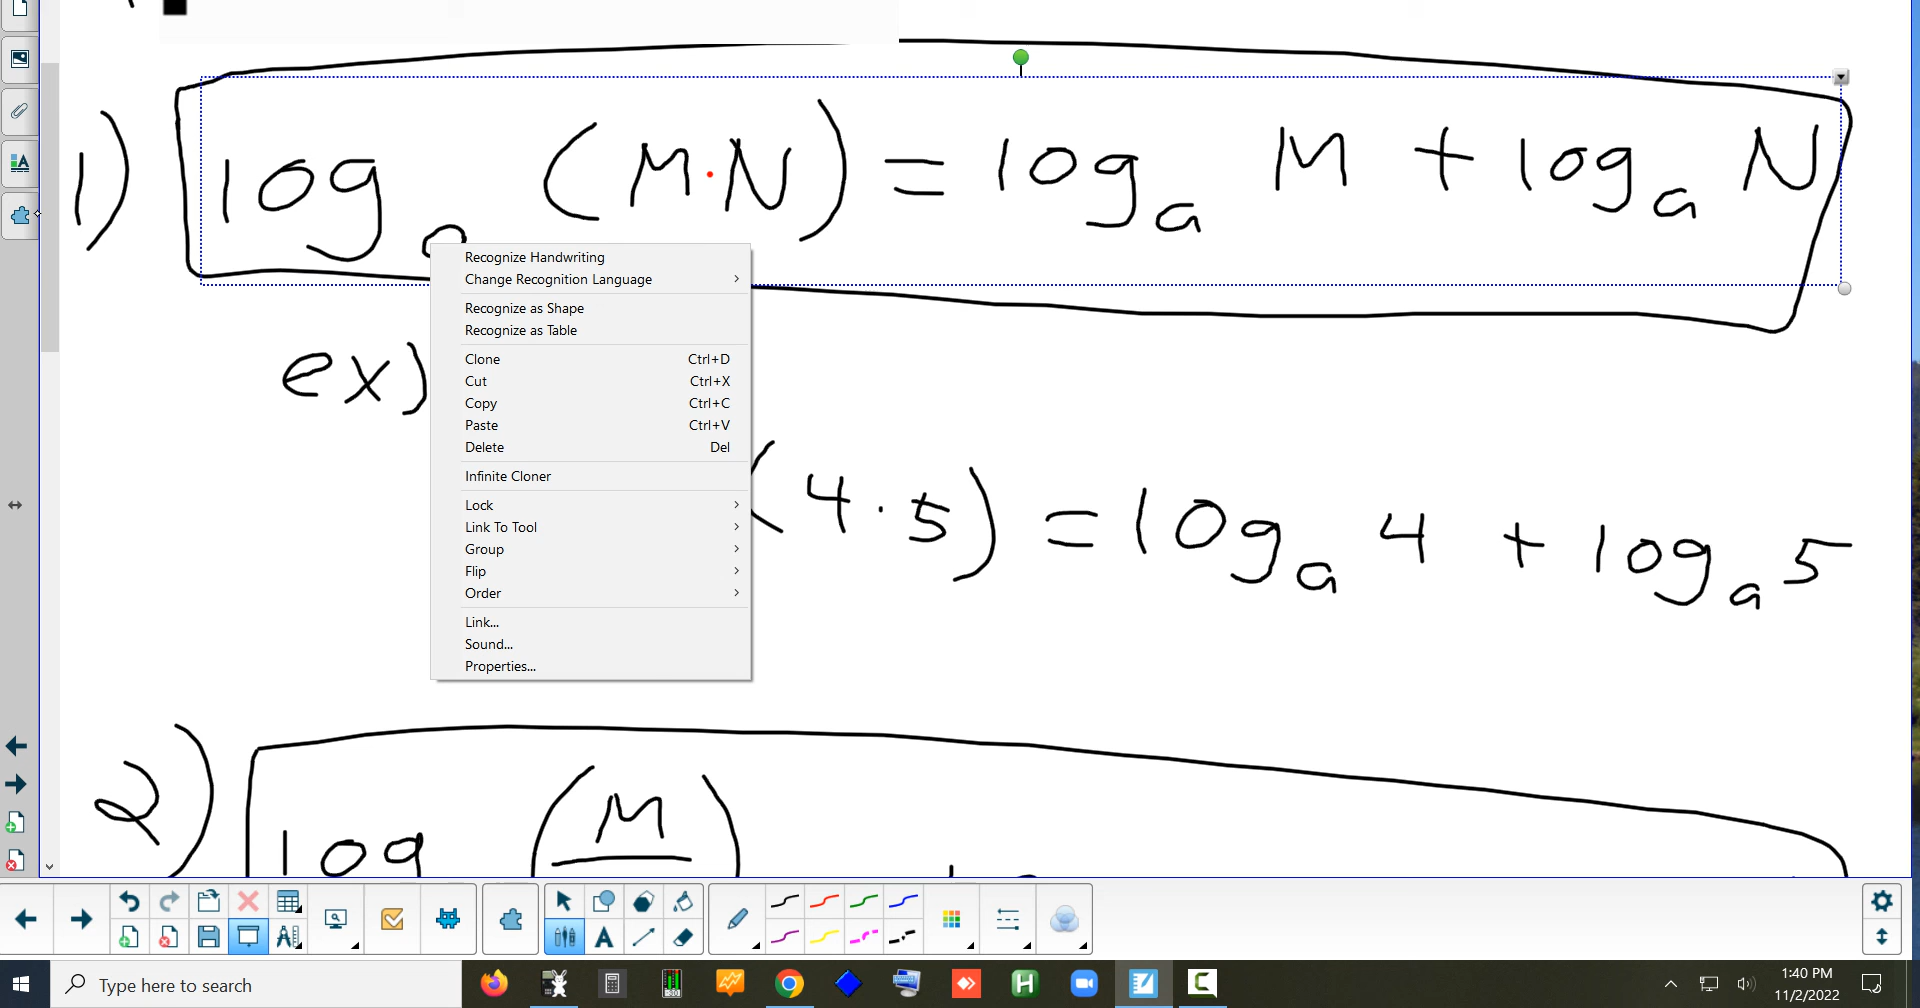 1) log a (M·N) = log a M + log a N
Recognize Handwriting
Change Recognition Language
Recognize as Shape
Recognize as Table
Clone Ctrl+D
Cut Ctrl+X
Copy Ctrl+C
Paste Ctrl+V
Delete Del
Infinite Cloner
Lock
Link To Tool
Group
Flip
Order
Link...
Sound...
Properties...
ex)
(4·5) = log a 4 + log a 5
2) log (M
Type here to search
1:40 PM
11/2/2022